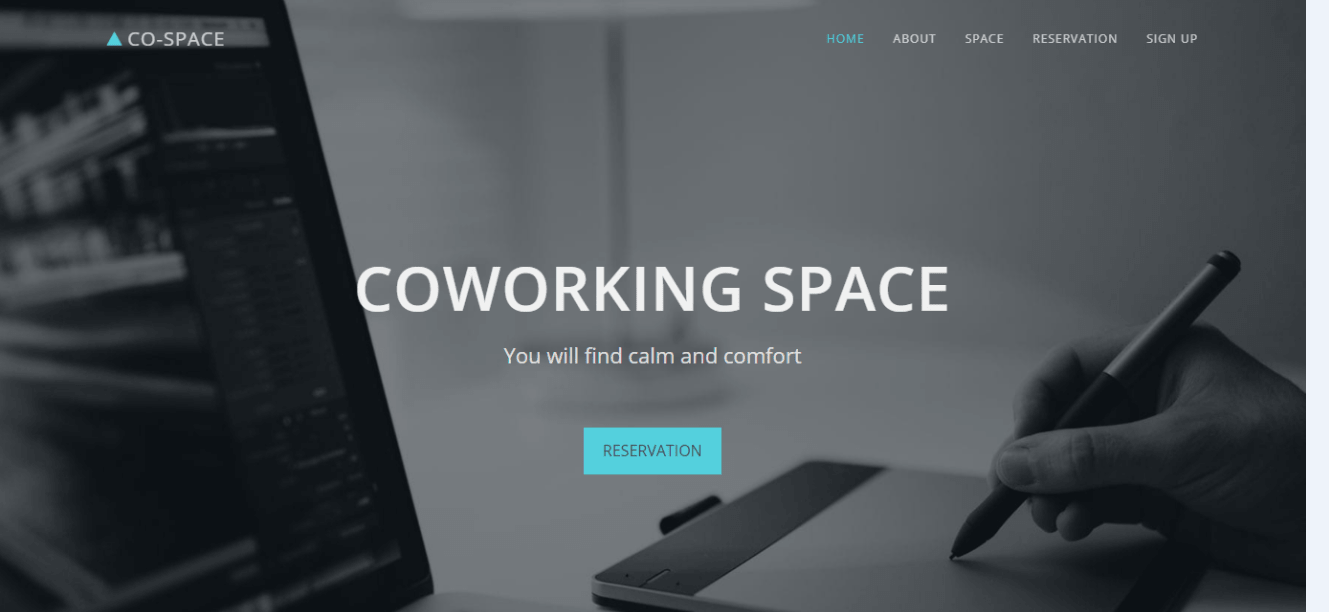 CO-SPACE
HOME ABOUT SPACE RESERVATION SIGN UP
COWORKING SPACE
You will find calm and comfort
RESERVATION